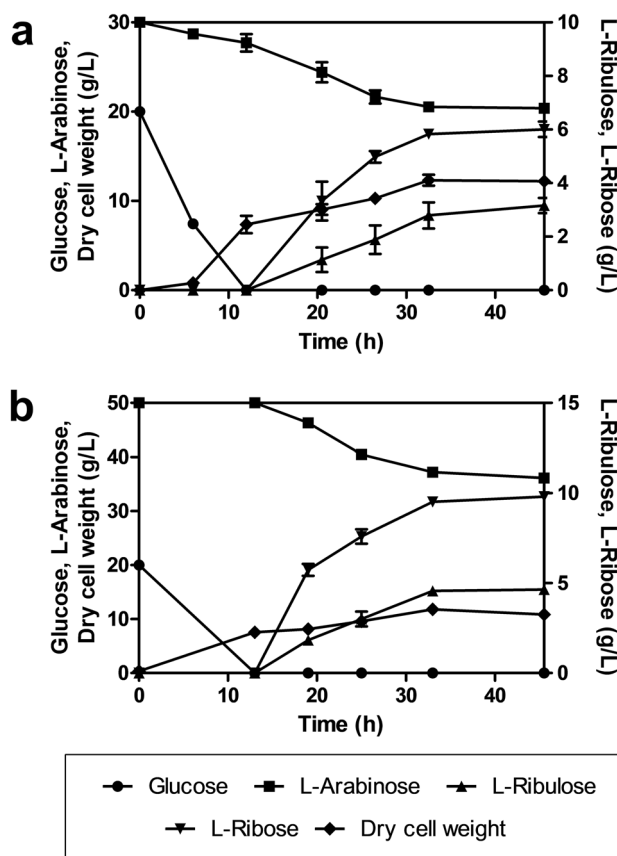 a
Glucose, L-Arabinose,
Dry cell weight (g/L)
30
20
10
0
10
8
6
4
2
0
L-Ribulose,
L-Ribose (g/L)
0 10 20 30 40
Time (h)
b
Glucose, L-Arabinose,
Dry cell weight (g/L)
50
40
30
20
10
0
15
10
5
0
L-Ribulose,
L-Ribose (g/L)
0 10 20 30 40
Time (h)
Glucose L-Arabinose L-Ribulose
L-Ribose Dry cell weight